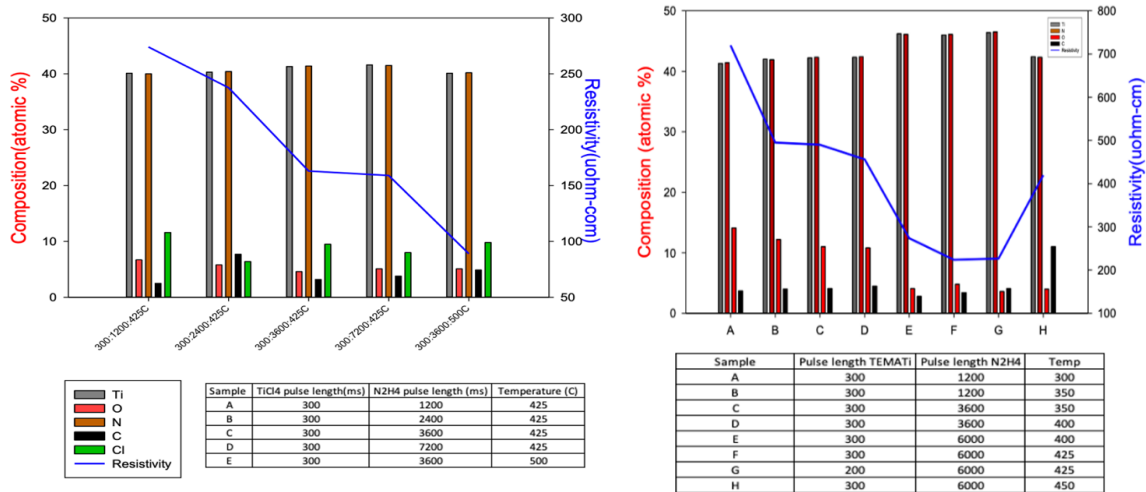 50
40
30
20
10
0
Composition(atomic %)
300
250
200
150
100
50
Resistivity(uohm-com)
300:1200:425C
300:2400:425C
300:3600:425C
300:7200:425C
300:3600:500C
Ti
O
N
C
Cl
Resistivity
Sample TiCl4 pulse length(ms) N2H4 pulse length (ms) Temperature (C)
A 300 1200 425
B 300 2400 425
C 300 3600 425
D 300 7200 425
E 300 3600 500
50
40
30
20
10
0
Composition (atomic %)
800
700
600
500
400
300
200
100
Resistivity(uohm-cm)
Ti
N
O
C
Resistivity
A B C D E F G H
Sample Pulse length TEMATi Pulse length N2H4 Temp
A 300 1200 300
B 300 1200 350
C 300 3600 350
D 300 3600 400
E 300 6000 400
F 300 6000 425
G 200 6000 425
H 300 6000 450